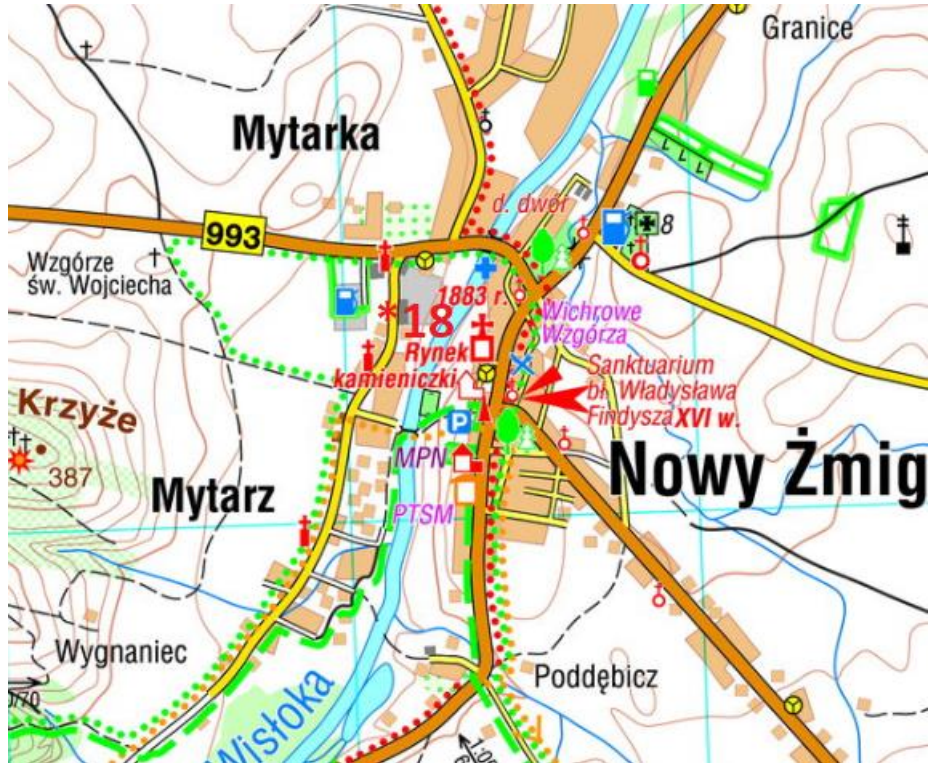 Granice
Mytarka
d. dwór
993
8
Wzgórze
św. Wojciecha
1883 r.
* 18
Wichrowe
Wzgórza
Rynek
kamieniczki
Sanktuarium
bł. Władysława
Findysza XVI w.
Krzyże
387
P
MPN
Nowy Żmig
Mytarz
PTSM
Wygnaniec
Poddębicz
Wisłoka